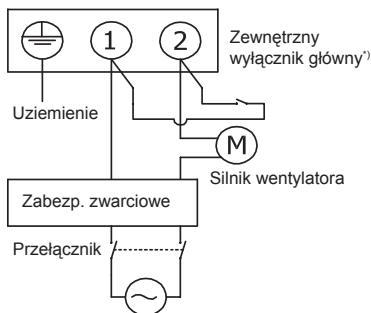 1
2
Zewnętrzny
wyłącznik główny*)
Uziemienie
M
Silnik wentylatora
Zabezp. zwarciowe
Przełącznik